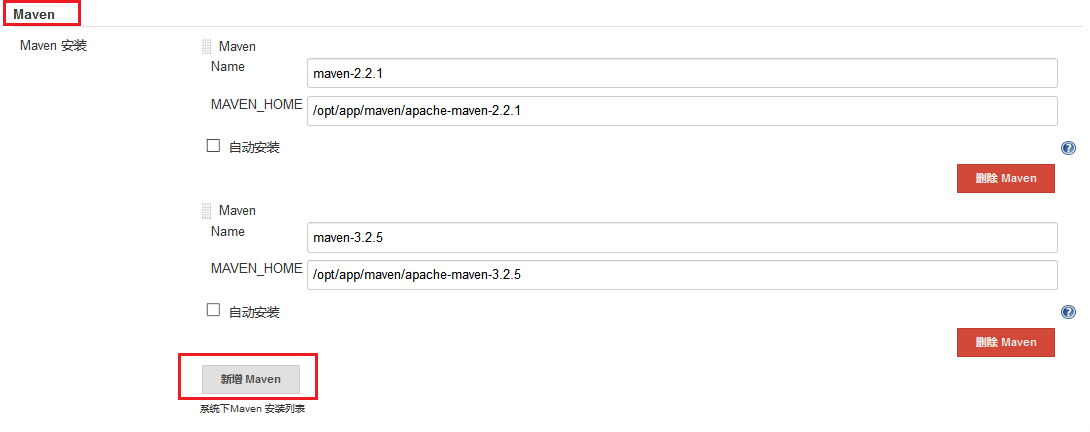 Maven
Maven 安装
Maven
Name
maven-2.2.1
MAVEN_HOME
/opt/app/maven/apache-maven-2.2.1
自动安装
?
删除 Maven
Maven
Name
maven-3.2.5
MAVEN_HOME
/opt/app/maven/apache-maven-3.2.5
自动安装
?
删除 Maven
新增 Maven
系统下Maven 安装列表